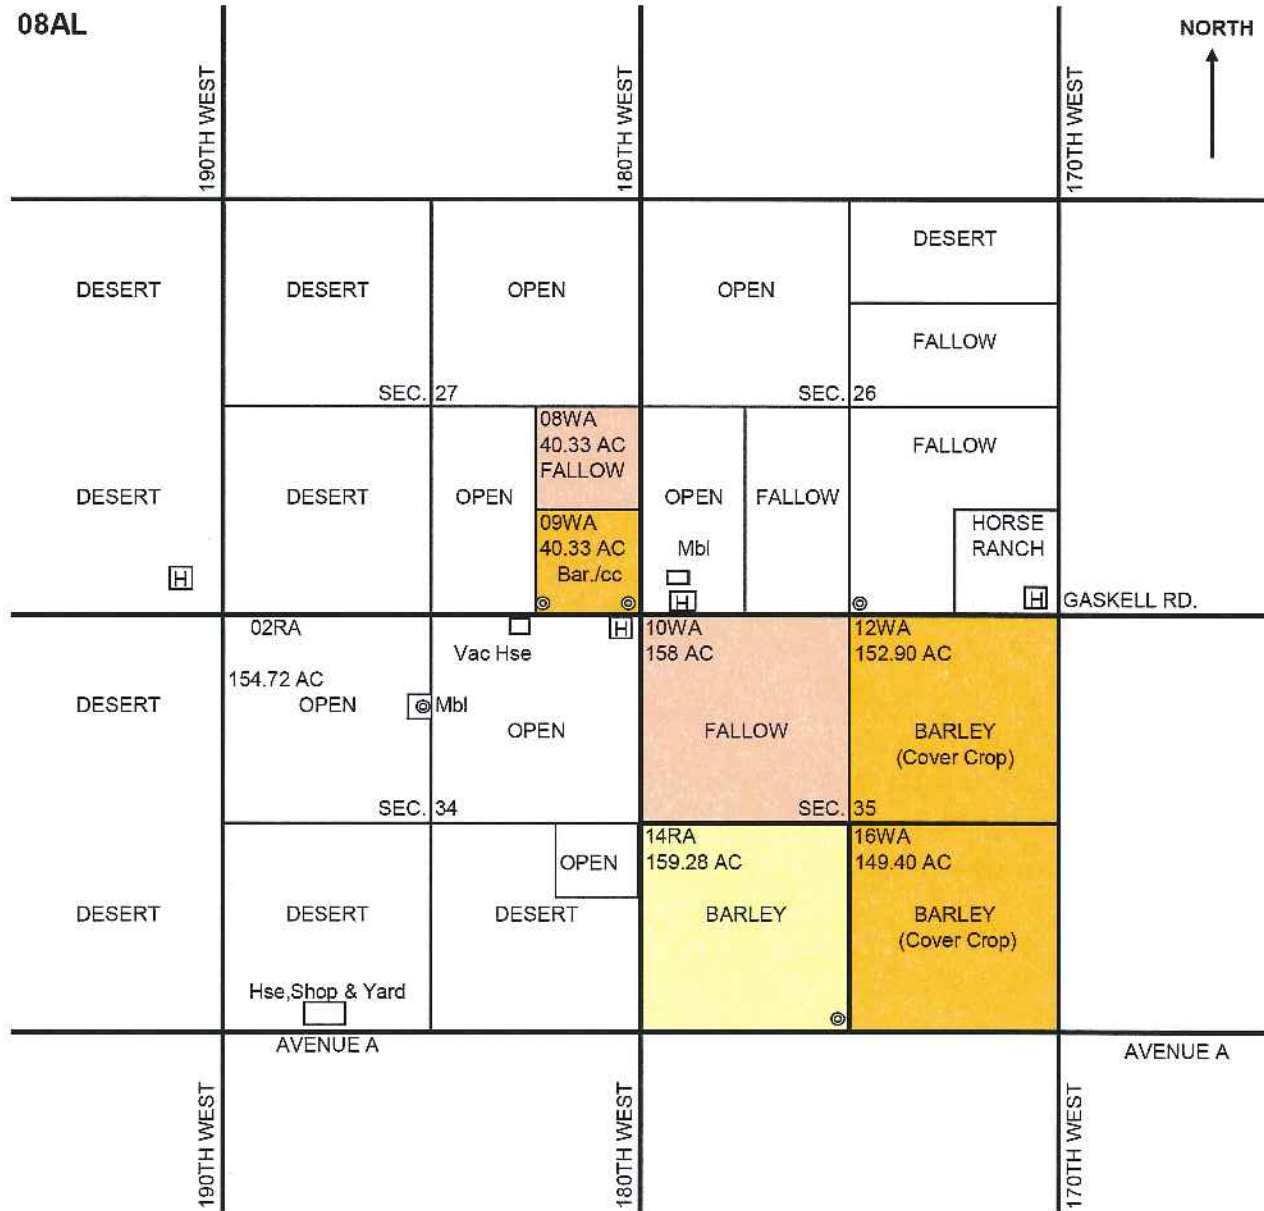 08AL
NORTH
190TH WEST
180TH WEST
170TH WEST
DESERT
DESERT
DESERT
OPEN
OPEN
FALLOW
SEC. 27
SEC. 26
08WA
40.33 AC
FALLOW
FALLOW
DESERT
DESERT
OPEN
OPEN
FALLOW
09WA
40.33 AC
Bar./cc
HORSE
RANCH
Mbl
H
H
H
GASKELL RD.
02RA
Vac Hse
H
10WA
158 AC
12WA
152.90 AC
154.72 AC
OPEN
DESERT
Mbl
OPEN
FALLOW
BARLEY
(Cover Crop)
SEC. 34
SEC. 35
14RA
159.28 AC
16WA
149.40 AC
OPEN
DESERT
DESERT
DESERT
BARLEY
BARLEY
(Cover Crop)
Hse,Shop & Yard
AVENUE A
AVENUE A
190TH WEST
180TH WEST
170TH WEST